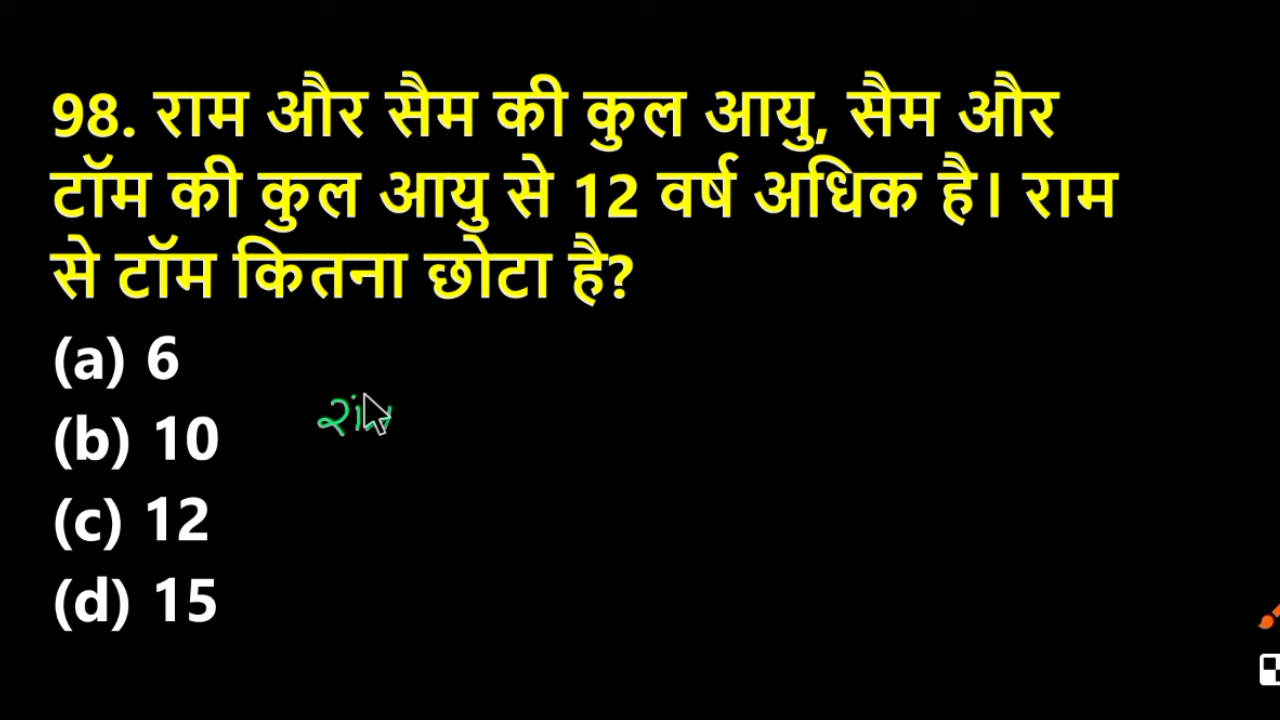 98. राम और सैम की कुल आयु, सैम और
टॉम की कुल आयु से 12 वर्ष अधिक है। राम
से टॉम कितना छोटा है?
(a) 6
(b) 10
(c) 12
(d) 15